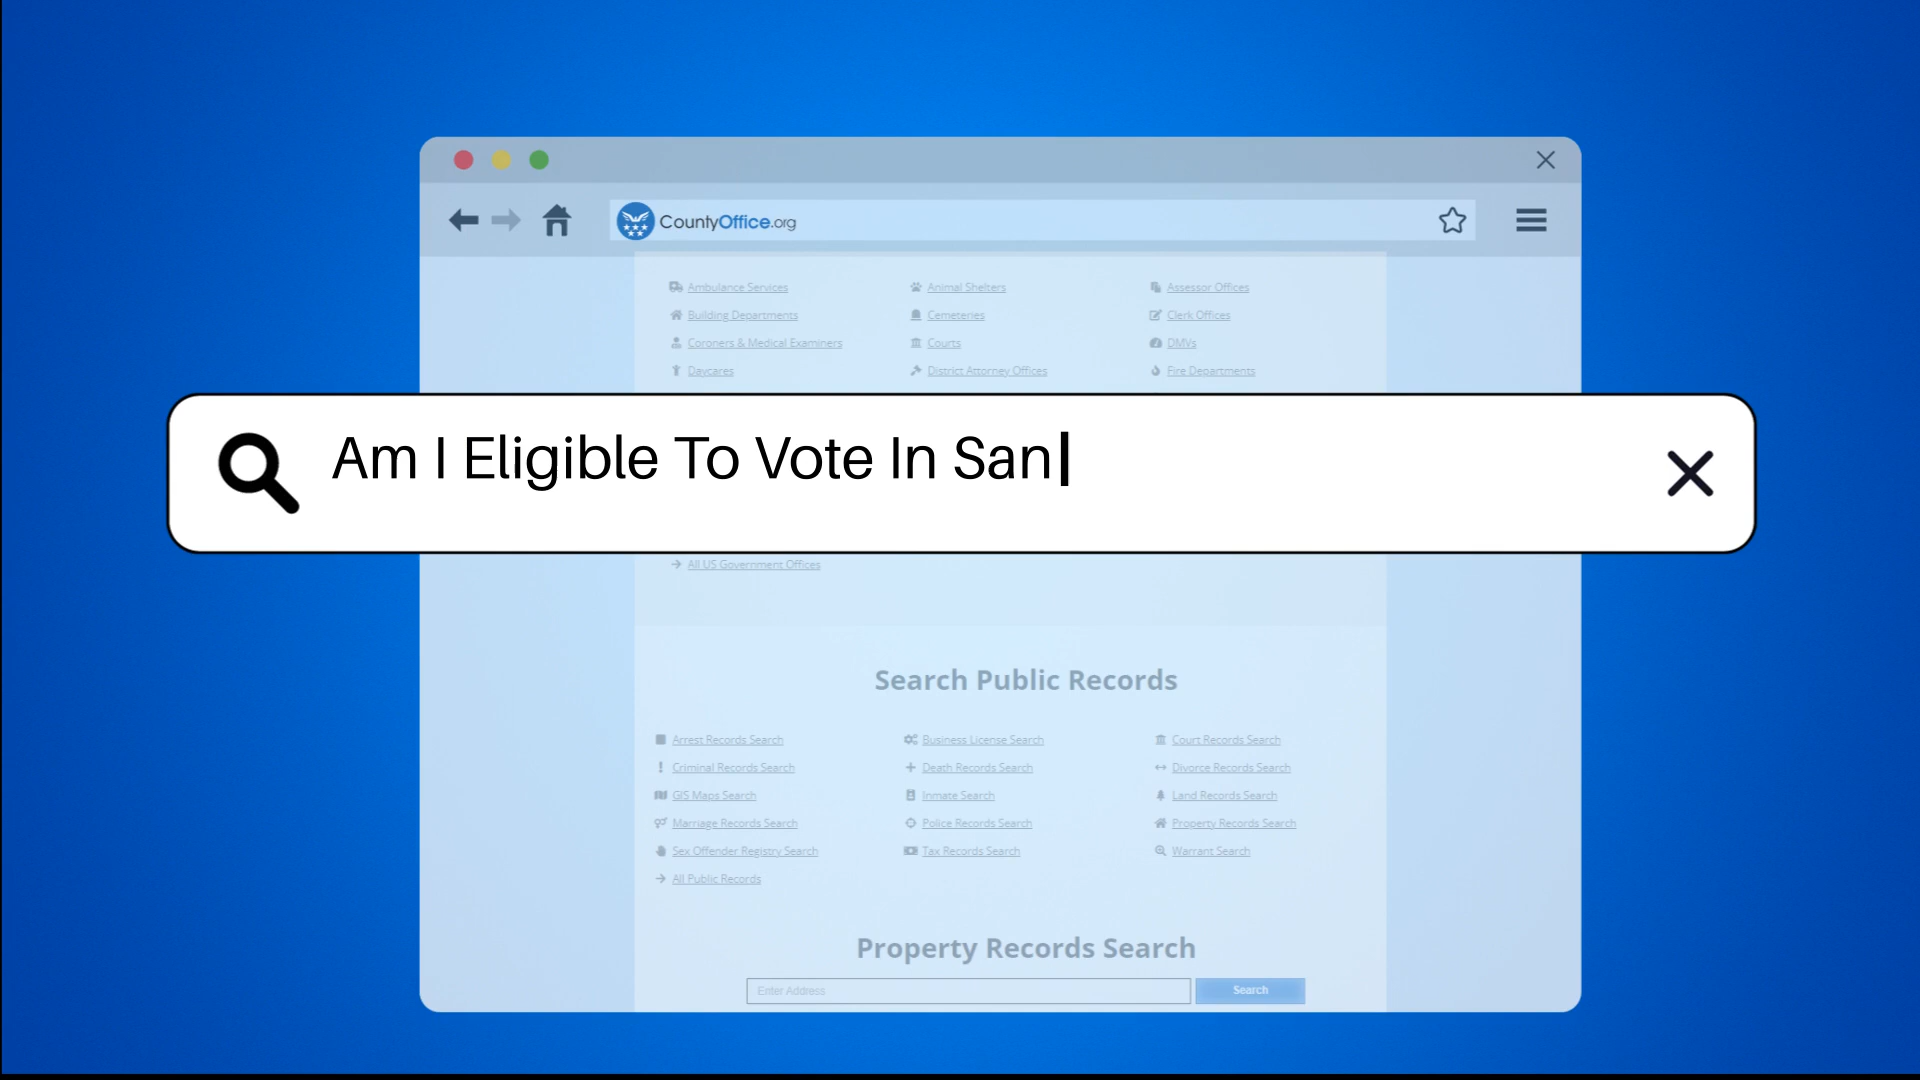 CountyOffice.org
Ambulance Services Animal Shelters Assessor Offices
Building Departments Cemeteries Clerk Offices
Coroners & Medical Examiners Courts DMVs
Daycares District Attorney Offices Fire Departments
Am I Eligible To Vote In San
All US Government Offices
Search Public Records
Arrest Records Search Business License Search Court Records Search
Criminal Records Search Death Records Search Divorce Records Search
GIS Maps Search Inmate Search Land Records Search
Marriage Records Search Police Records Search Property Records Search
Sex Offender Registry Search Tax Records Search Warrant Search
All Public Records
Property Records Search
Enter Address Search